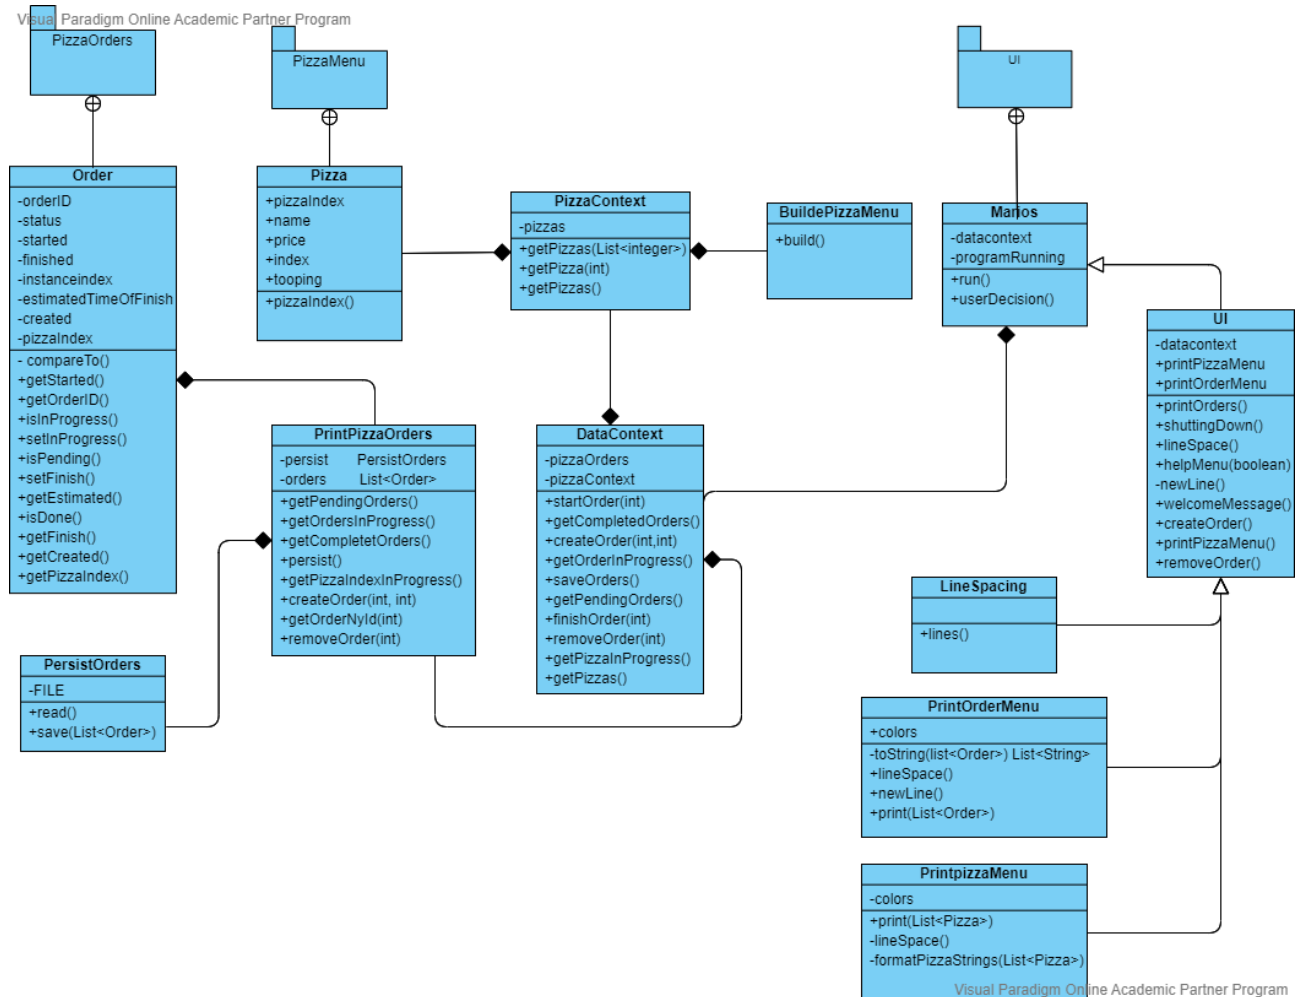 Visual Paradigm Online Academic Partner Program
PizzaOrders
PizzaMenu
UI
Order
-orderID
-status
-started
-finished
-instanceindex
-estimatedTimeOfFinish
-created
-pizzaIndex
- compareTo()
+getStarted()
+getOrderID()
+isInProgress()
+setInProgress()
+isPending()
+setFinish()
+getEstimated()
+isDone()
+getFinish()
+getCreated()
+getPizzaIndex()
Pizza
+pizzaIndex
+name
+price
+index
+tooping
+pizzaIndex()
PizzaContext
-pizzas
+getPizzas(List<integer>)
+getPizza(int)
+getPizzas()
BuildePizzaMenu
+build()
Marios
-datacontext
-programRunning
+run()
+userDecision()
UI
-datacontext
+printPizzaMenu
+printOrderMenu
+printOrders()
+shuttingDown()
+lineSpace()
+helpMenu(boolean)
-newLine()
+welcomeMessage()
+createOrder()
+printPizzaMenu()
+removeOrder()
PrintPizzaOrders
-persist PersistOrders
-orders List<Order>
+getPendingOrders()
+getOrdersInProgress()
+getCompletetOrders()
+persist()
+getPizzaIndexInProgress()
+createOrder(int, int)
+getOrderNyId(int)
+removeOrder(int)
DataContext
-pizzaOrders
-pizzaContext
+startOrder(int)
+getCompletedOrders()
+createOrder(int,int)
+getOrderInProgress()
+saveOrders()
+getPendingOrders()
+finishOrder(int)
+removeOrder(int)
+getPizzaInProgress()
+getPizzas()
PersistOrders
-FILE
+read()
+save(List<Order>)
LineSpacing
+lines()
PrintOrderMenu
+colors
-toString(list<Order>) List<String>
+lineSpace()
+newLine()
+print(List<Order>)
PrintpizzaMenu
-colors
+print(List<Pizza>)
-lineSpace()
-formatPizzaStrings(List<Pizza>)
Visual Paradigm Online Academic Partner Program